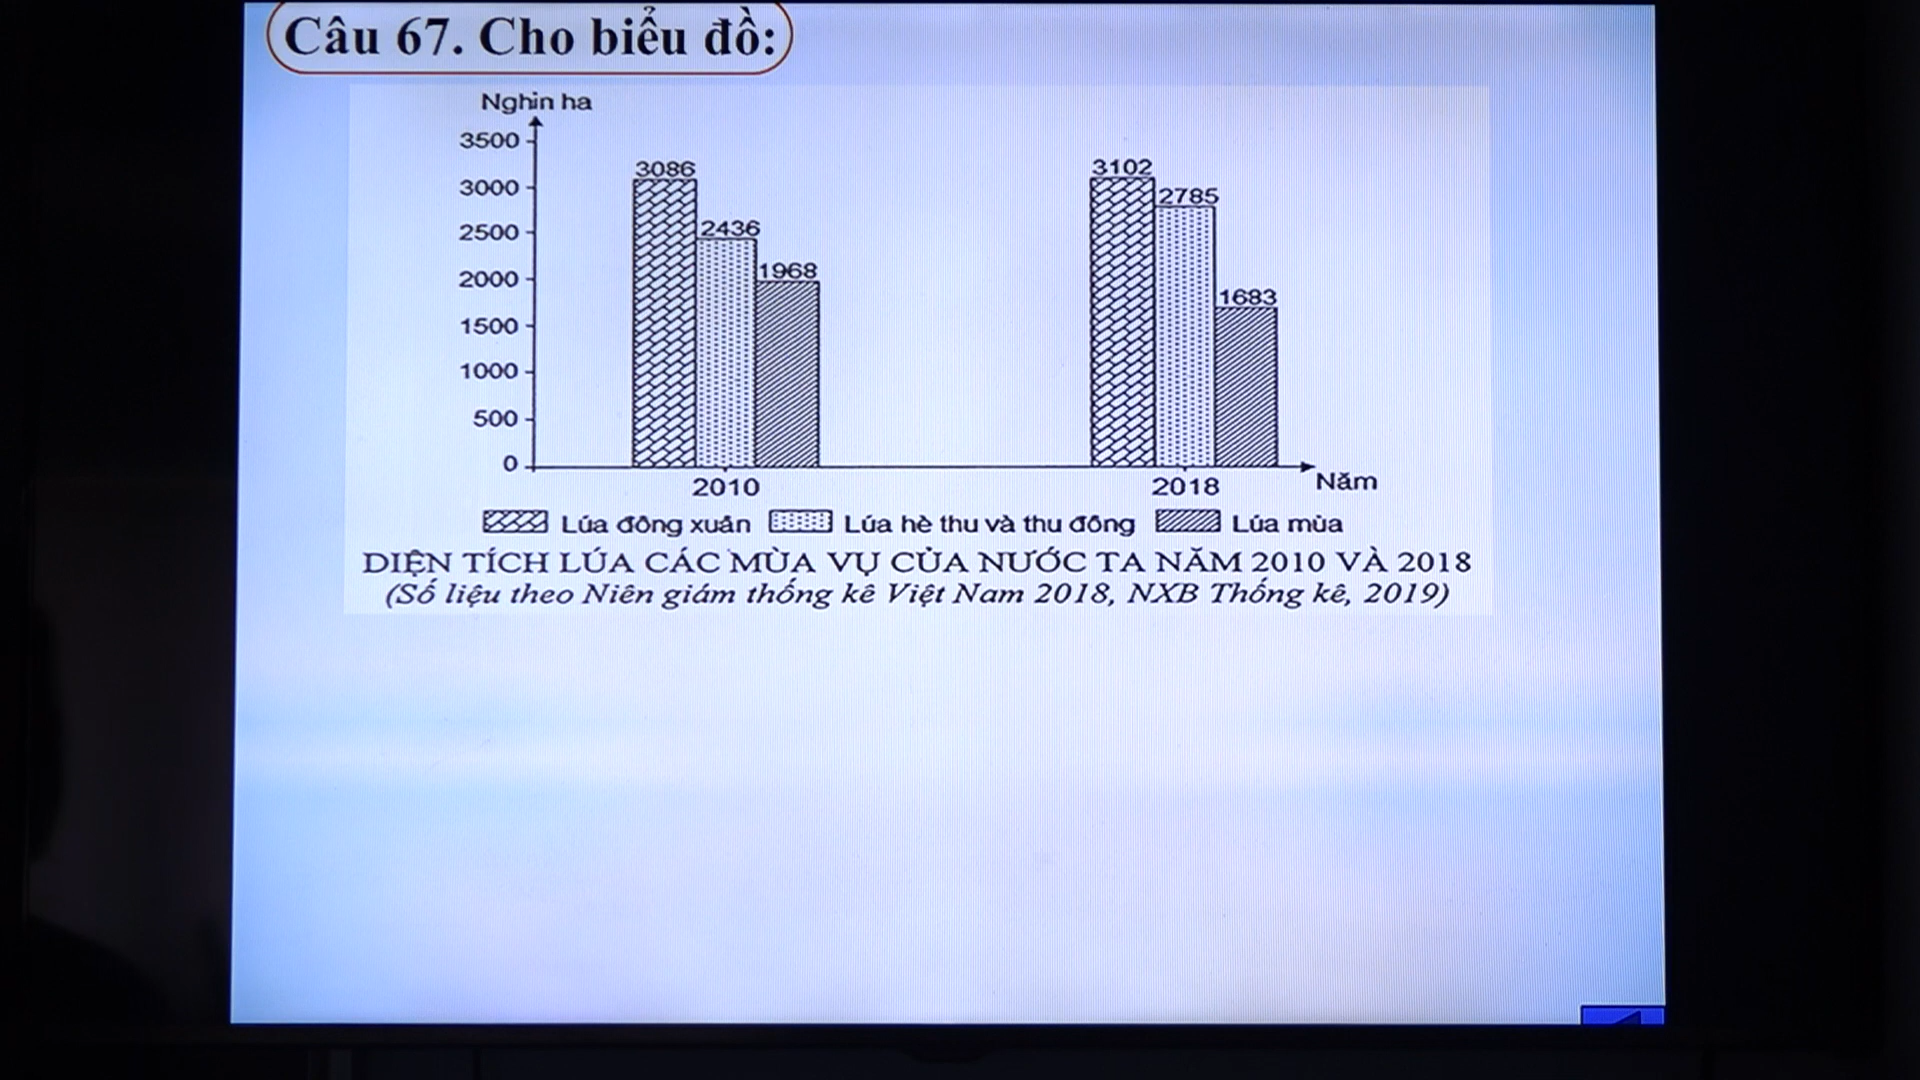 Câu 67. Cho biểu đồ:
Nghìn ha
3500
3000
2500
2000
1500
1000
500
0
3086
2436
1968
3102
2785
1683
2010
2018
Năm
Lúa đông xuân Lúa hè thu và thu đông Lúa mùa
DIỆN TÍCH LÚA CÁC MÙA VỤ CỦA NƯỚC TA NĂM 2010 VÀ 2018
(Số liệu theo Niên giám thống kê Việt Nam 2018, NXB Thống kê, 2019)